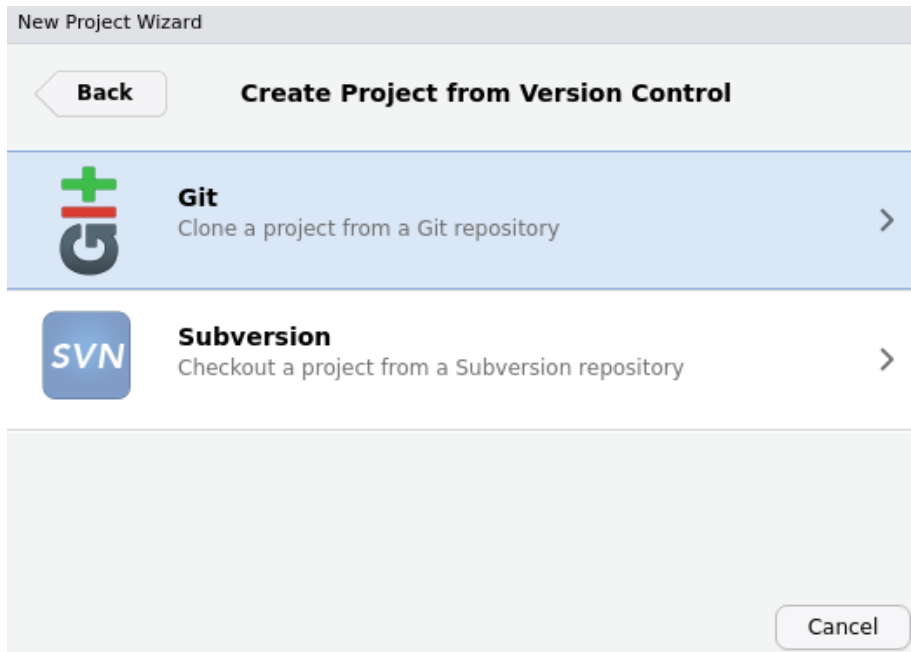 New Project Wizard
Back
Create Project from Version Control
Git
Git
Clone a project from a Git repository
SVN
Subversion
Checkout a project from a Subversion repository
Cancel